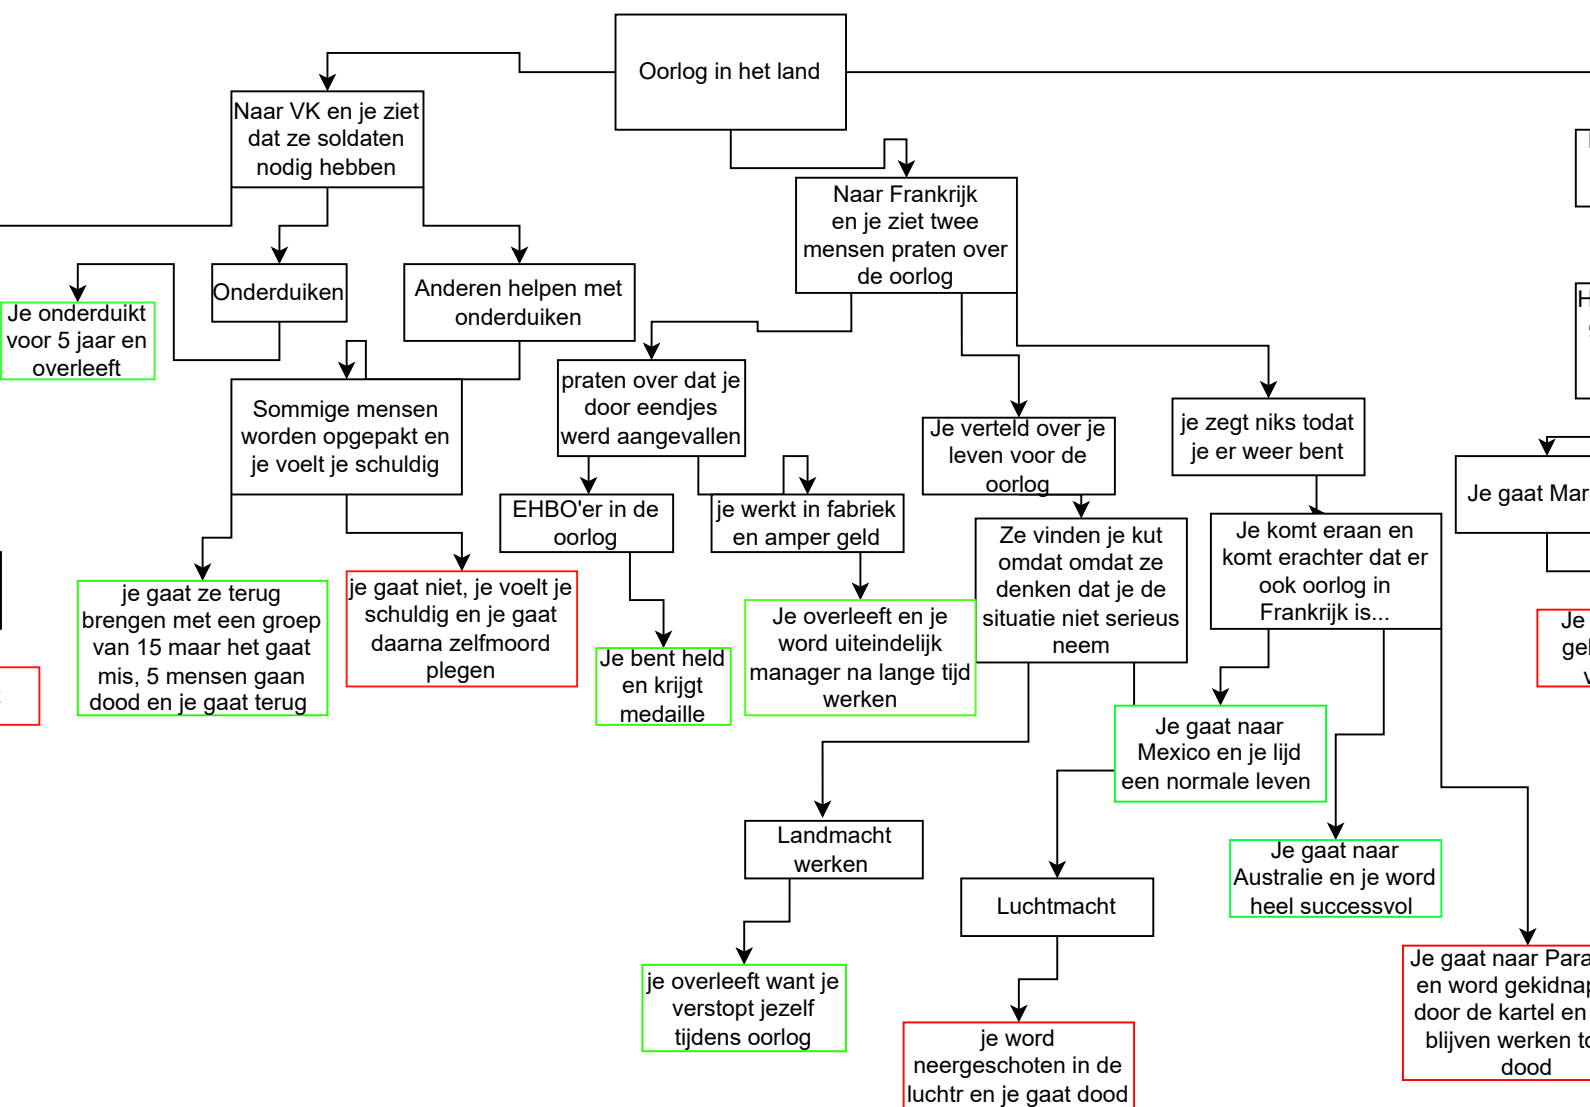 Oorlog in het land
Naar VK en je ziet
dat ze soldaten
nodig hebben
Naar Frankrijk
en je ziet twee
mensen praten over
de oorlog
Onderduiken
Anderen helpen met
onderduiken
Je onderduikt
voor 5 jaar en
overleeft
Sommige mensen
worden opgepakt en
je voelt je schuldig
praten over dat je
door eendjes
werd aangevallen
Je verteld over je
leven voor de
oorlog
je zegt niks todat
je er weer bent
Je gaat Mar
EHBO'er in de
oorlog
je werkt in fabriek
en amper geld
Ze vinden je kut
omdat omdat ze
denken dat je de
situatie niet serieus
neem
Je komt eraan en
komt erachter dat er
ook oorlog in
Frankrijk is...
je gaat ze terug
brengen met een groep
van 15 maar het gaat
mis, 5 mensen gaan
dood en je gaat terug
je gaat niet, je voelt je
schuldig en je gaat
daarna zelfmoord
plegen
Je bent held
en krijgt
medaille
Je overleeft en je
word uiteindelijk
manager na lange tijd
werken
Je
gel
Je gaat naar
Mexico en je lijd
een normale leven
Landmacht
werken
Luchtmacht
Je gaat naar
Australie en je word
heel successvol
je overleeft want je
verstopt jezelf
tijdens oorlog
je word
neergeschoten in de
luchtr en je gaat dood
Je gaat naar Para
en word gekidnap
door de kartel en
blijven werken to
dood